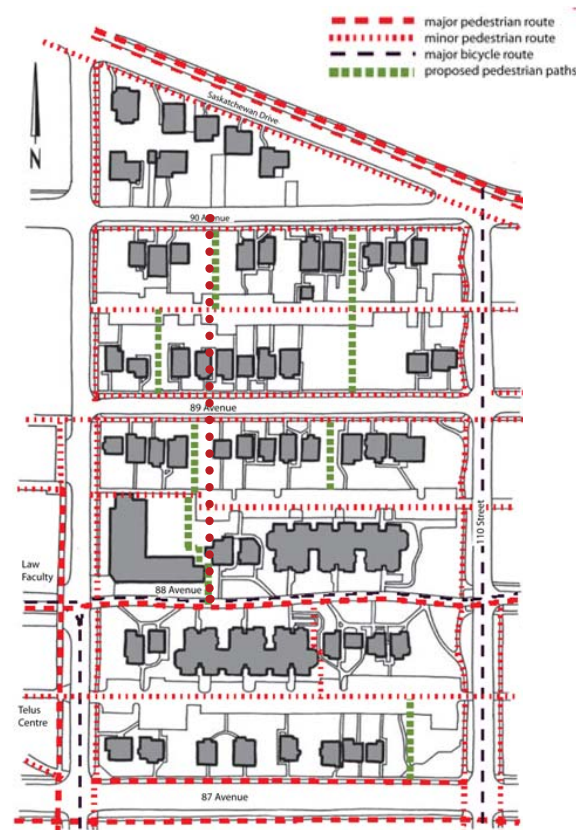 major pedestrian route
minor pedestrian route
major bicycle route
proposed pedestrian paths
N
Saskatchewan Drive
90 Avenue
89 Avenue
110 Street
Law
Faculty
88 Avenue
Telus
Centre
87 Avenue